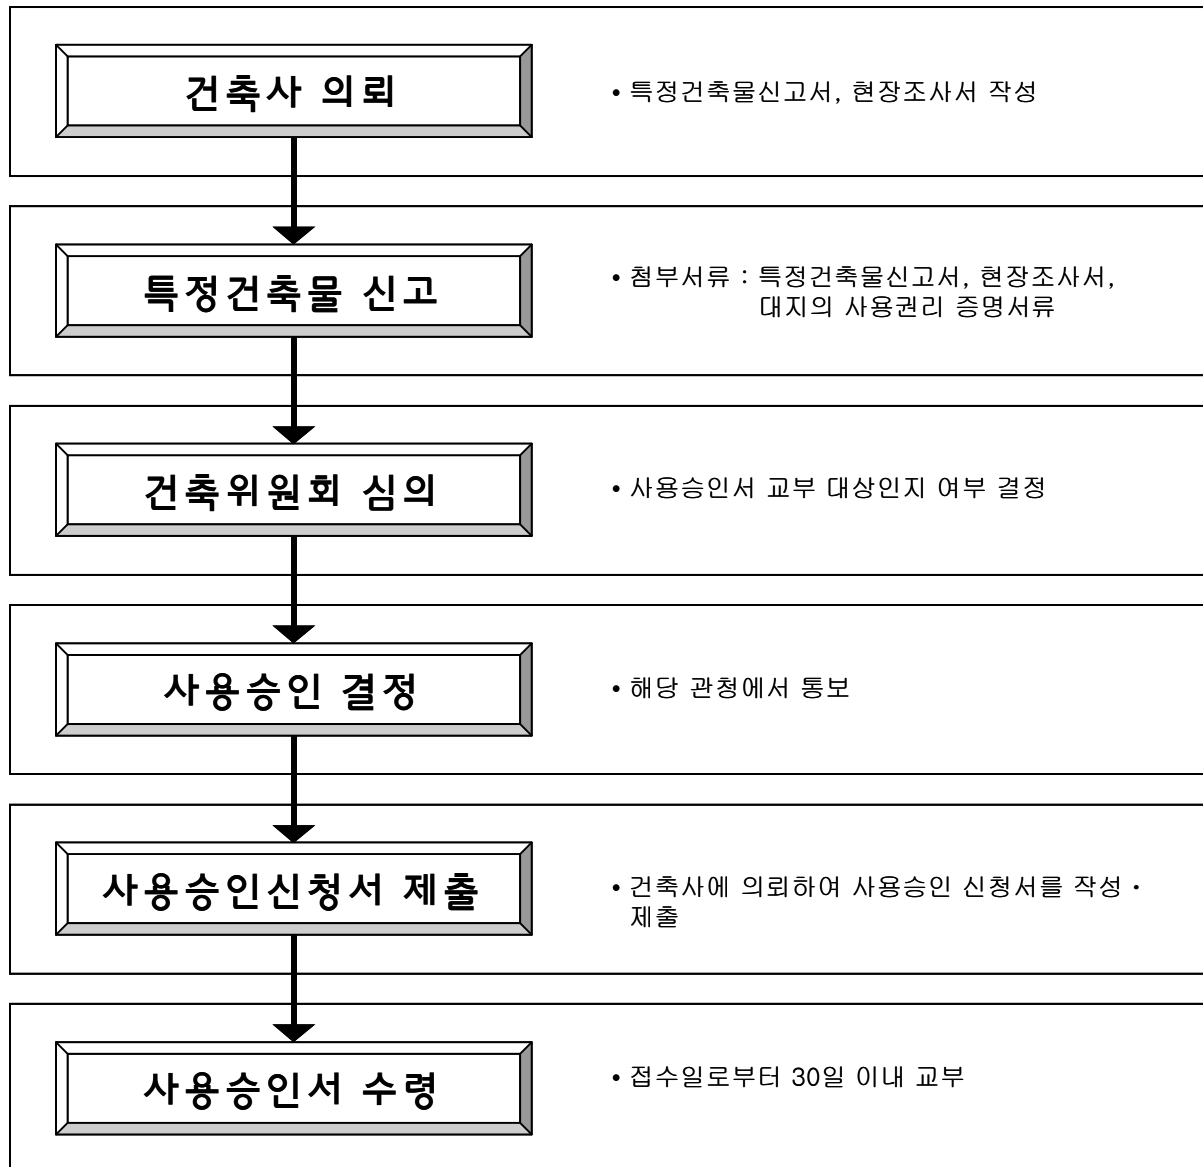 건축사 의뢰
• 특정건축물신고서, 현장조사서 작성
특정건축물 신고
• 첨부서류 : 특정건축물신고서, 현장조사서,
대지의 사용권리 증명서류
건축위원회 심의
• 사용승인서 교부 대상인지 여부 결정
사용승인 결정
• 해당 관청에서 통보
사용승인신청서 제출
• 건축사에 의뢰하여 사용승인 신청서를 작성·
제출
사용승인서 수령
• 접수일로부터 30일 이내 교부